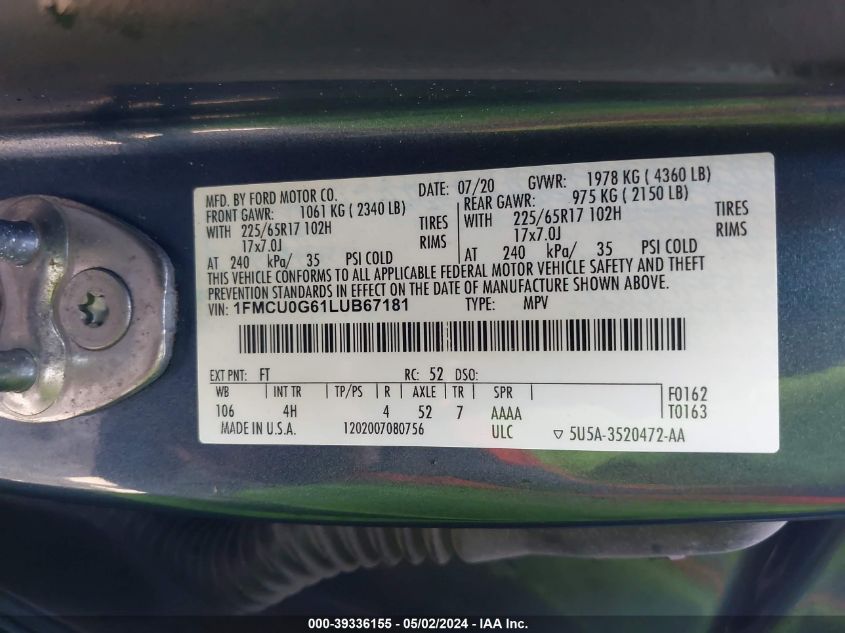 MFD. BY FORD MOTOR CO. DATE: 07/20 GVWR: 1978 KG ( 4360 LB)
FRONT GAWR: 1061 KG ( 2340 LB) REAR GAWR: 975 KG ( 2150 LB)
WITH 225/65R17 102H TIRES WITH 225/65R17 102H TIRES
17x7.0J RIMS 17x7.0J RIMS
AT 240 kPa/ 35 PSI COLD AT 240 kPa/ 35 PSI COLD
THIS VEHICLE CONFORMS TO ALL APPLICABLE FEDERAL MOTOR VEHICLE SAFETY AND THEFT
PREVENTION STANDARDS IN EFFECT ON THE DATE OF MANUFACTURE SHOWN ABOVE.
VIN: 1FMCU0G61LUB67181 TYPE: MPV
EXT PNT: FT RC: 52 DSO:
WB INT TR TP/PS R AXLE TR SPR F0162
106 4H 4 52 7 AAAA T0163
MADE IN U.S.A. 1202007080756 ULC ▽ 5U5A-3520472-AA
000-39336155 — 05/02/2024 — IAA Inc.